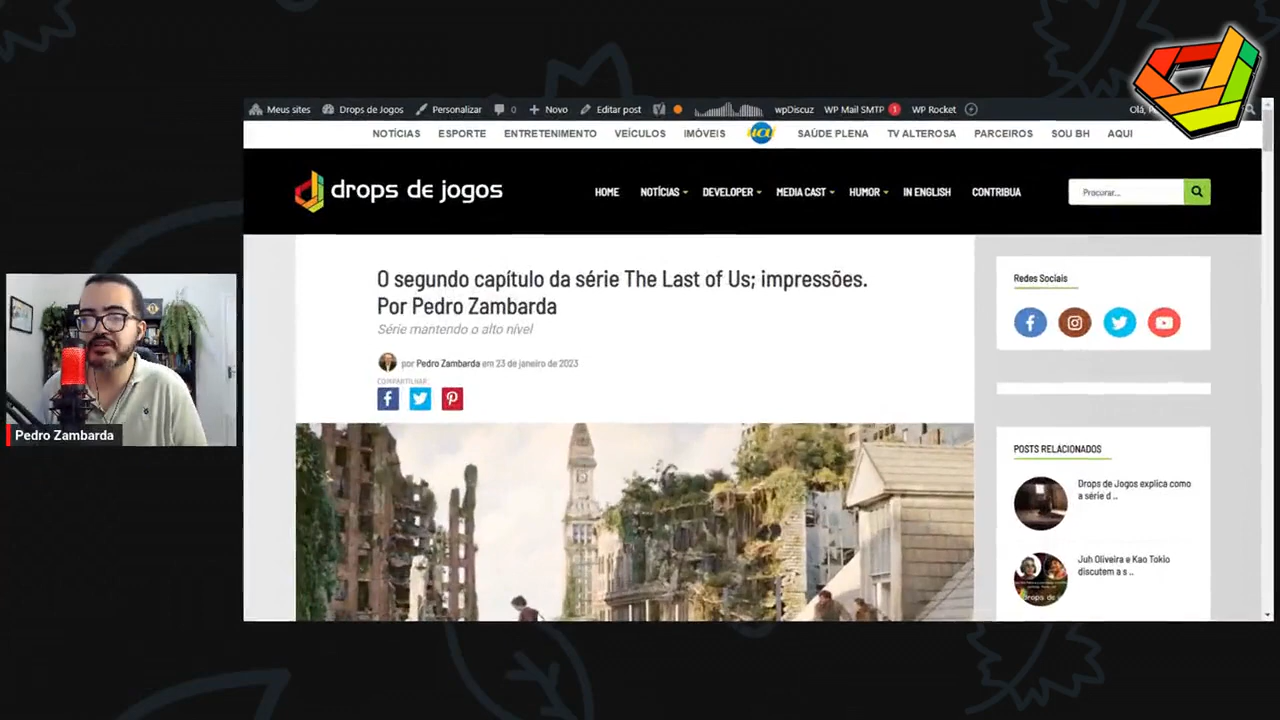 Meus sites Drops de Jogos Personalizar 0 Novo Editar post wpDiscuz WP Mail SMTP 1 WP Rocket
NOTÍCIAS ESPORTE ENTRETENIMENTO VEÍCULOS IMÓVEIS UAI SAÚDE PLENA TV ALTEROSA PARCEIROS SOU BH AQUI
drops de jogos
HOME NOTÍCIAS DEVELOPER MEDIA CAST HUMOR IN ENGLISH CONTRIBUA
Procurar...
O segundo capítulo da série The Last of Us; impressões.
Por Pedro Zambarda
Série mantendo o alto nível
por Pedro Zambarda em 23 de janeiro de 2023
COMPARTILHAR
Redes Sociais
POSTS RELACIONADOS
Drops de Jogos explica como
a série d ..
Juh Oliveira e Kao Tokio
discutem a s ..
Pedro Zambarda